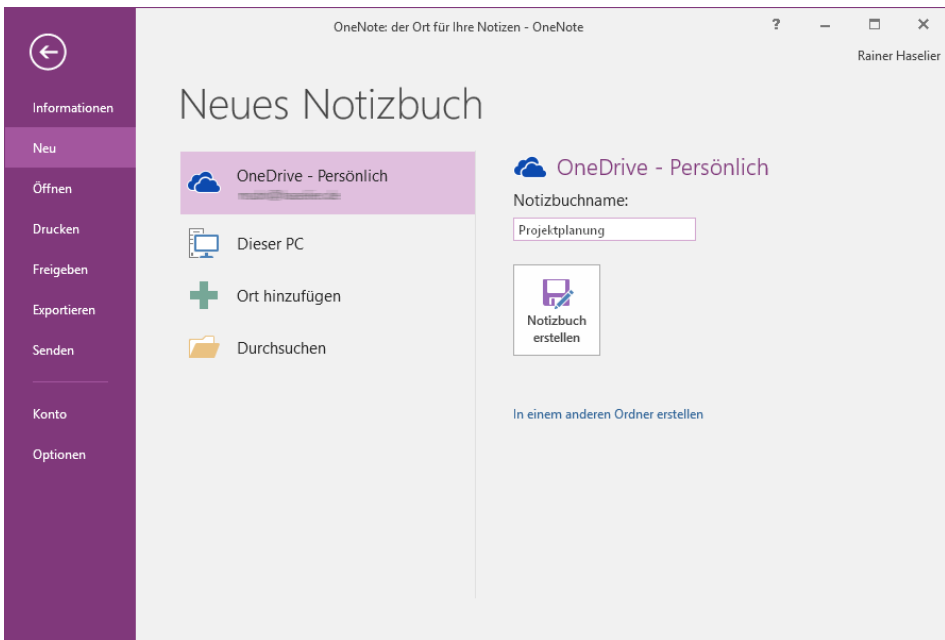 OneNote: der Ort für Ihre Notizen - OneNote
?
Rainer Haselier
Informationen
Neu
Öffnen
Drucken
Freigeben
Exportieren
Senden
Konto
Optionen
Neues Notizbuch
OneDrive - Persönlich
Dieser PC
Ort hinzufügen
Durchsuchen
OneDrive - Persönlich
Notizbuchname:
Projektplanung
Notizbuch
erstellen
In einem anderen Ordner erstellen